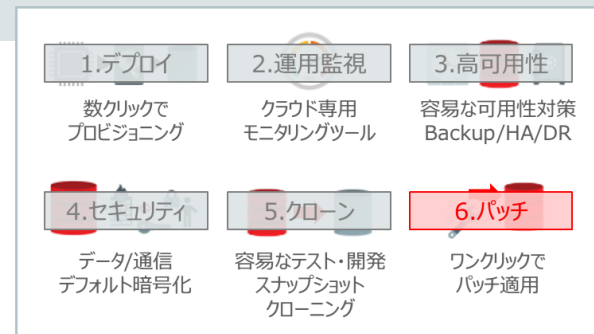 1.デプロイ
2.運用監視
3.高可用性
数クリックで
プロビジョニング
クラウド専用
モニタリングツール
容易な可用性対策
Backup/HA/DR
4.セキュリティ
5.クローン
6.パッチ
データ/通信
デフォルト暗号化
容易なテスト・開発
スナップショット
クローニング
ワンクリックで
パッチ適用